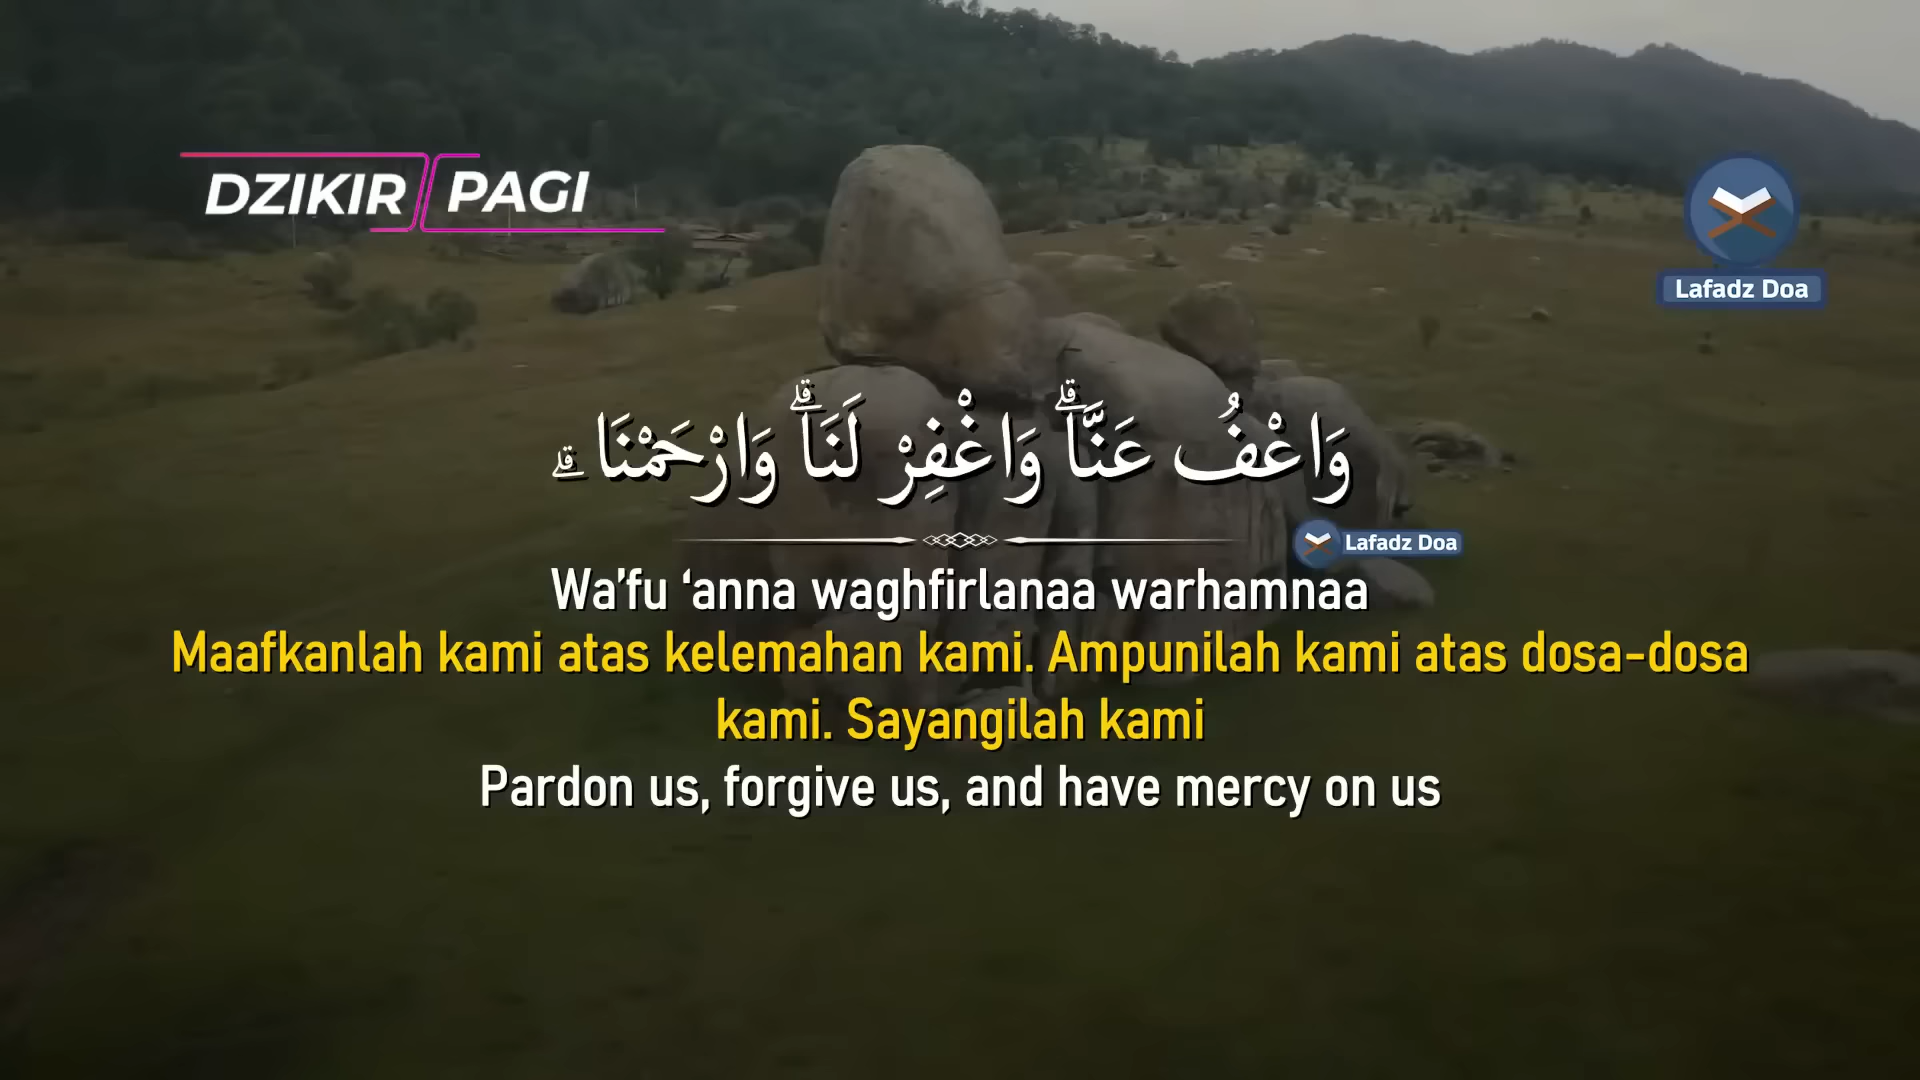 DZIKIR PAGI
Lafadz Doa
وَاعْفُ عَنَّاۗ وَاغْفِرْ لَنَاۗ وَارْحَمْنَا ۗ
Lafadz Doa
Wa’fu ‘anna waghfirlanaa warhamnaa
Maafkanlah kami atas kelemahan kami. Ampunilah kami atas dosa-dosa
kami. Sayangilah kami
Pardon us, forgive us, and have mercy on us